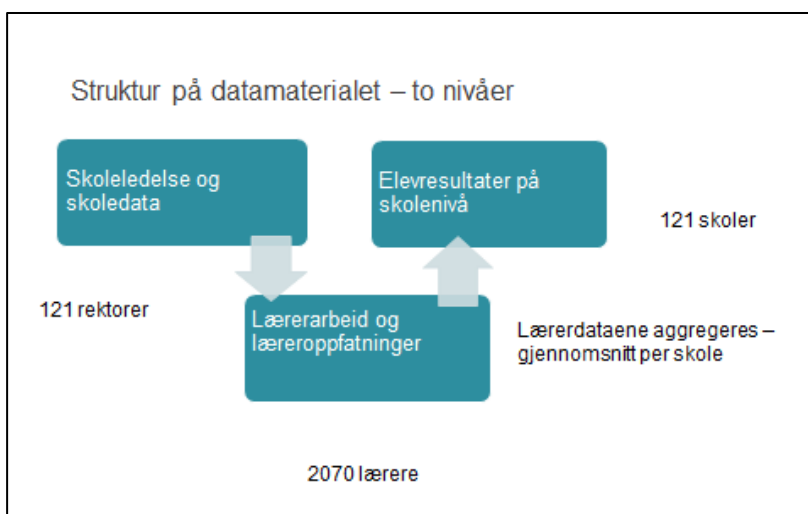 Struktur på datamaterialet – to nivåer
Skoleledelse og
skoledata
Elevresultater på
skolenivå
121 skoler
121 rektorer
Lærerarbeid og
læreroppfatninger
Lærerdataene aggregeres –
gjennomsnitt per skole
2070 lærere